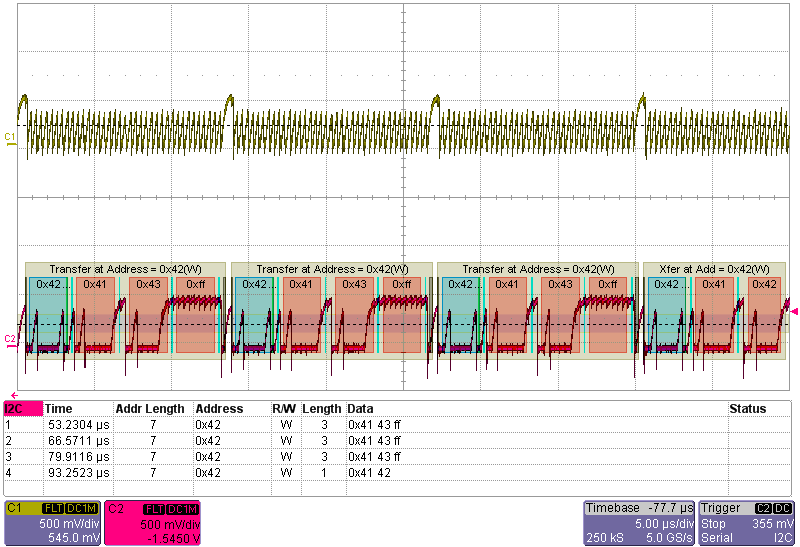 C1
Transfer at Address = 0x42(W) Transfer at Address = 0x42(W) Transfer at Address = 0x42(W) Xfer at Add = 0x42(W)
0x42... 0x41 0x43 0xff 0x42... 0x41 0x43 0xff 0x42... 0x41 0x43 0xff 0x42... 0x41 0x42
C2
I2C Time Addr Length Address R/W Length Data Status
1 53.2304 µs 7 0x42 W 3 0x41 43 ff
2 66.5711 µs 7 0x42 W 3 0x41 43 ff
3 79.9116 µs 7 0x42 W 3 0x41 43 ff
4 93.2523 µs 7 0x42 W 1 0x41 42
C1 FLT DC1M C2 FLT DC1M Timebase -77.7 µs Trigger C2 DC
500 mV/div 500 mV/div 5.00 µs/div Stop 355 mV
545.0 mV -1.5450 V 250 kS 5.0 GS/s Serial I2C